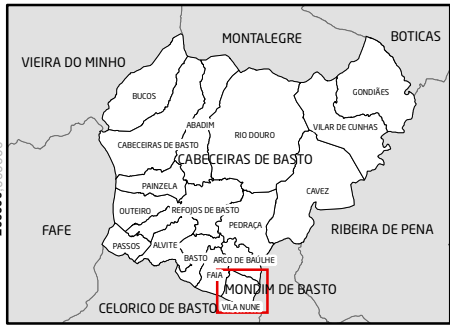 MONTALEGRE
BOTICAS
VIEIRA DO MINHO
GONDIÃES
BUCOS
ABADIM
RIO DOURO
VILAR DE CUNHAS
CABECEIRAS DE BASTO
CABECEIRAS DE BASTO
PAINZELA
CAVEZ
OUTEIRO
REFOJOS DE BASTO
PEDRAÇA
FAFE
RIBEIRA DE PENA
PASSOS
ALVITE
BASTO
ARCO DE BAÚLHE
FAIA
MONDIM DE BASTO
CELORICO DE BASTO
VILA NUNE